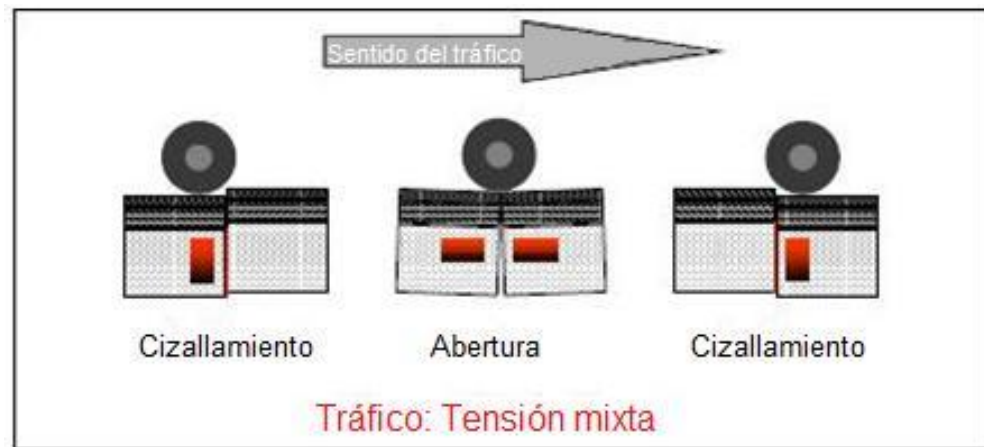 Sentido del tráfico
Cizallamiento Abertura Cizallamiento
Tráfico: Tensión mixta